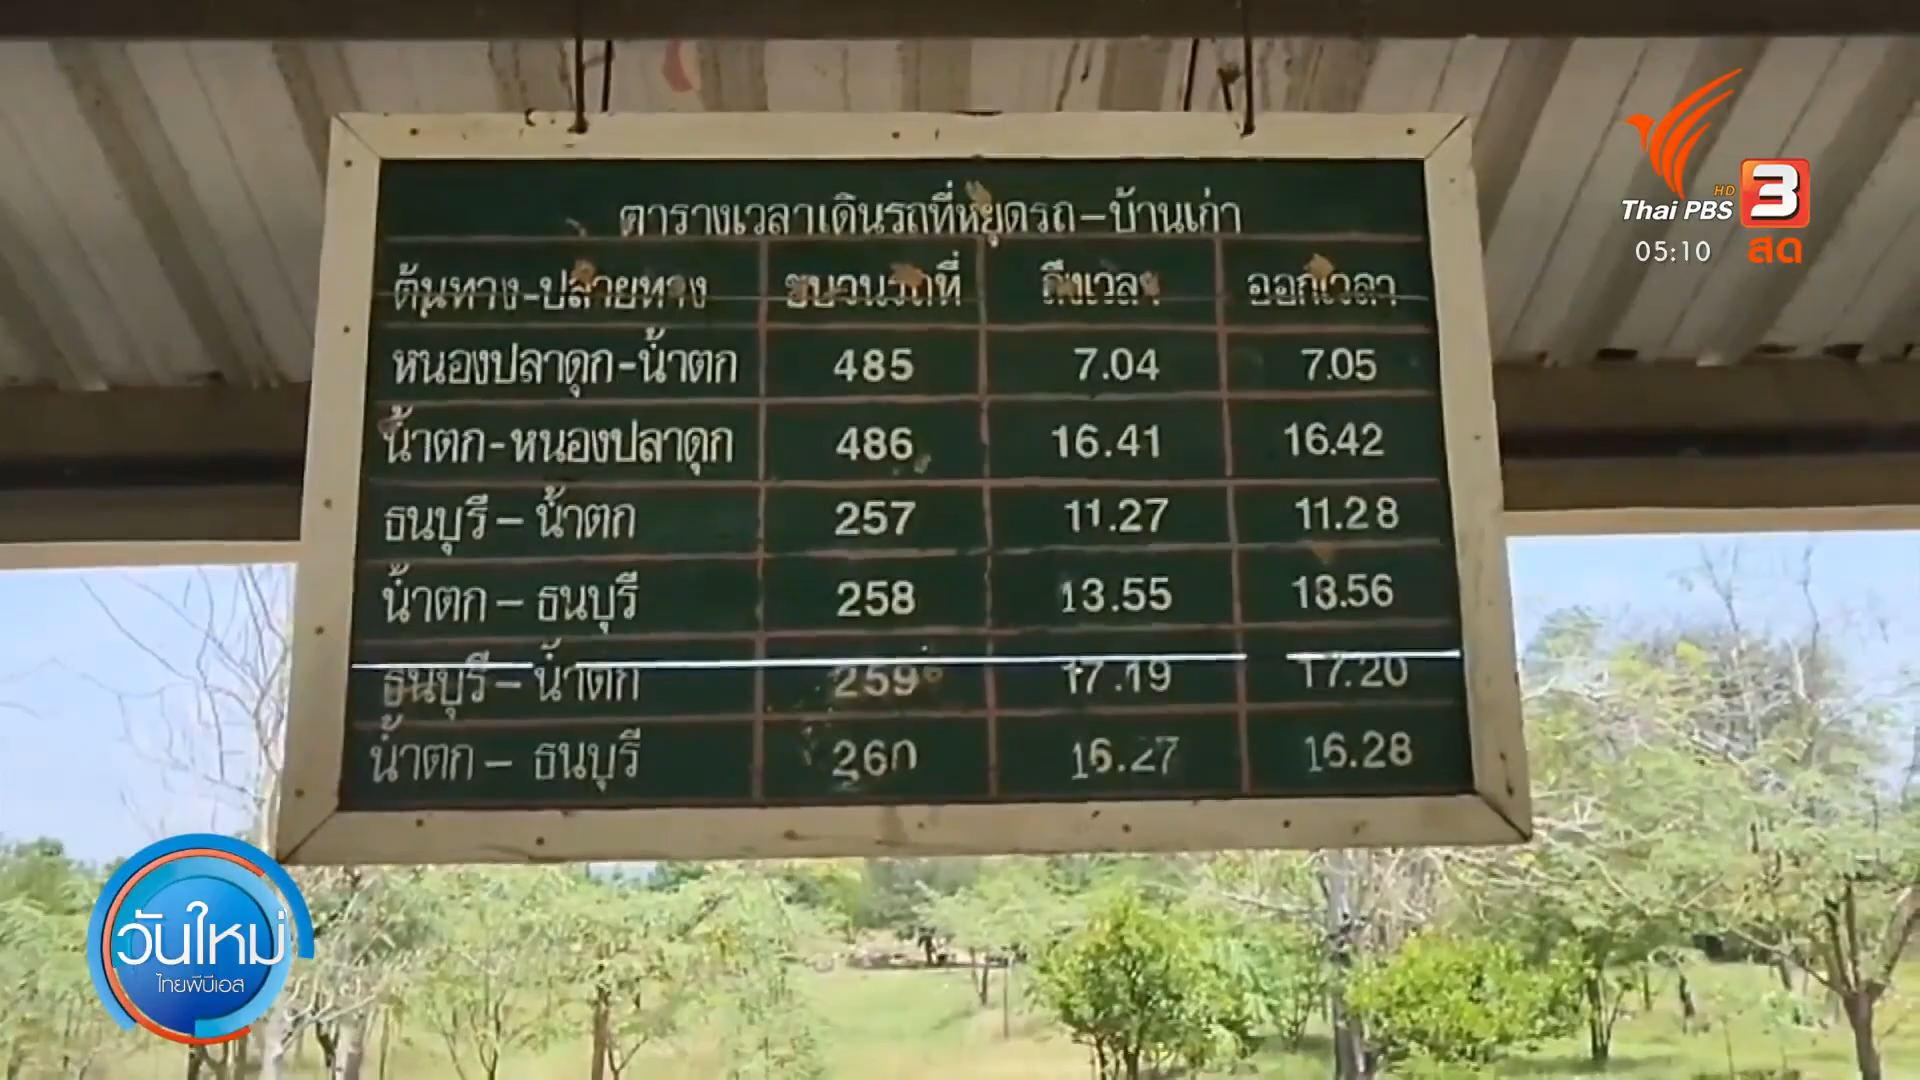 ตารางเวลาเดินรถที่หยุดรถ-บ้านเก่า
ต้นทาง-ปลายทาง ขบวนรถที่ ถึงเวลา ออกเวลา
หนองปลาดุก-น้ำตก 485 7.04 7.05
น้ำตก-หนองปลาดุก 486 16.41 16.42
ธนบุรี – น้ำตก 257 11.27 11.28
น้ำตก – ธนบุรี 258 13.55 13.56
ธนบุรี – น้ำตก 259 17.19 17.20
น้ำตก – ธนบุรี 260 16.27 16.28
HD
Thai PBS 3
05:10 สด
วันใหม่
ไทยพีบีเอส